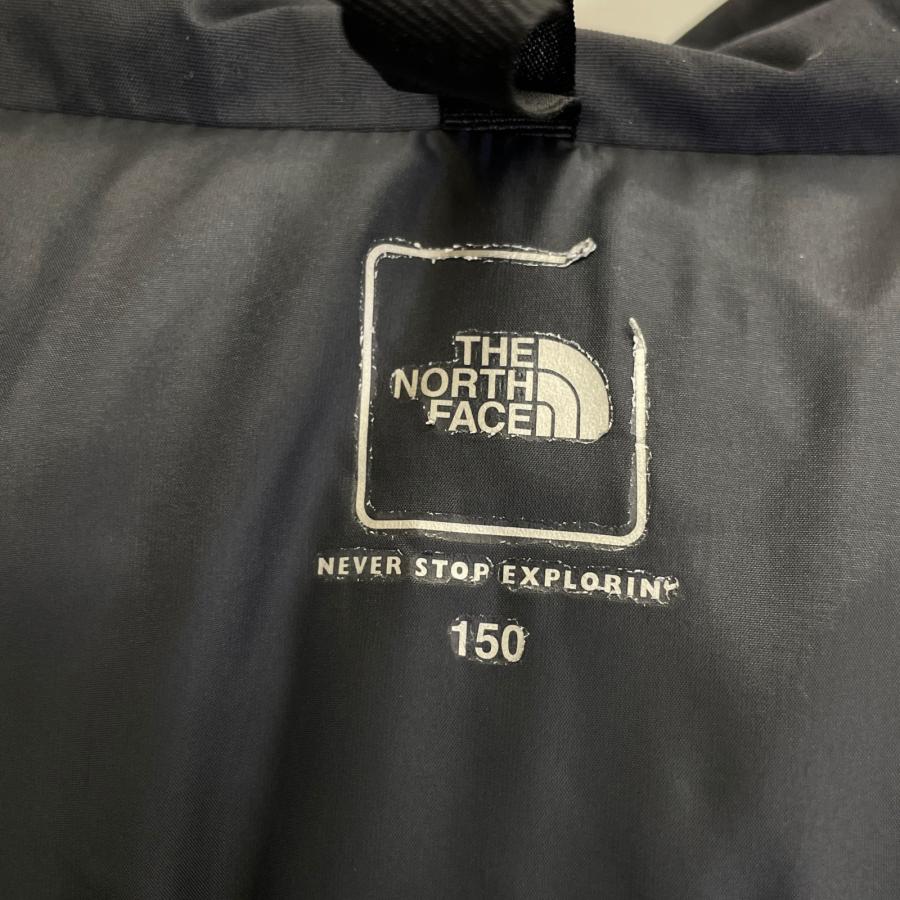 THE
NORTH
FACE
NEVER STOP EXPLORIN
150